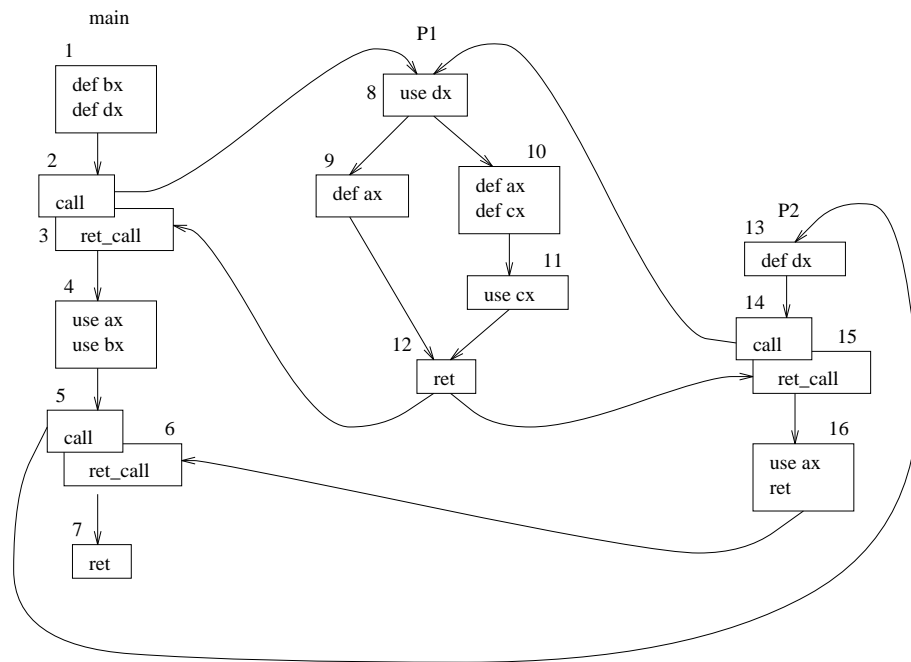 main
1
def bx
def dx
2
call
3
ret_call
4
use ax
use bx
5
call
6
ret_call
7
ret
P1
8
use dx
9
def ax
10
def ax
def cx
11
use cx
12
ret
P2
13
def dx
14
call
15
ret_call
16
use ax
ret